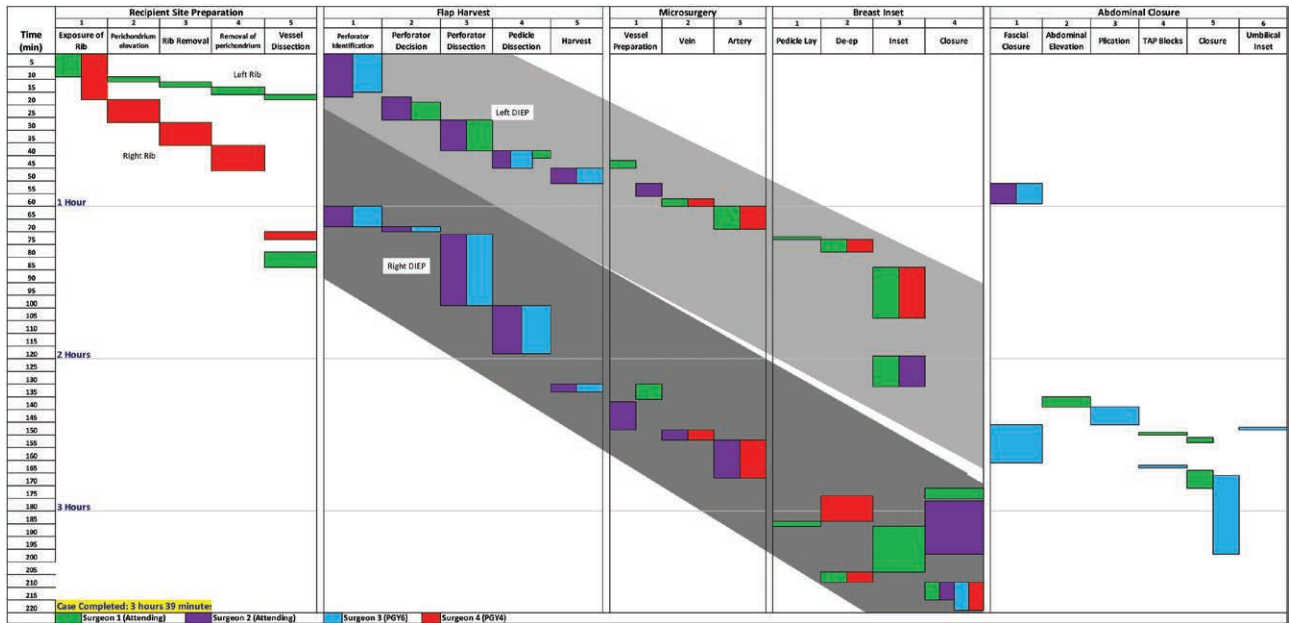 Recipient Site Preparation Flap Harvest Microsurgery Breast Inset Abdominal Closure
Time (min) 1 2 3 4 5 1 2 3 4 5 1 2 3 1 2 3 4 1 2 3 4 5 6
Exposure of Rib Perichondrium elevation Rib Removal Removal of perichondrium Vessel Dissection Perforator Identification Perforator Decision Perforator Dissection Pedicle Dissection Harvest Vessel Preparation Vein Artery Pedicle Lay De-ep Inset Closure Fascial Closure Abdominal Elevation Plication TAP Blocks Closure Umbilical Inset
5
10 Left Rib
15
20
25 Left DIEP
30
35
40 Right Rib
45
50
55
1 Hour
65
70
75
85 Right DIEP
90
95
100
105
110
115
120 2 Hours
125
130
135
140
145
150
155
160
165
170
175
180 3 Hours
185
190
195
200
205
210
215 Case Completed: 3 hours 39 minutes
220
Surgeon 1 (Attending) Surgeon 2 (Attending) Surgeon 3 (PGY6) Surgeon 4 (PGY4)